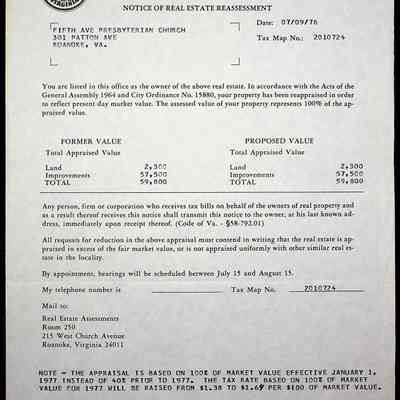 VIRGINIA
NOTICE OF REAL ESTATE REASSESSMENT
FIFTH AVE PRESBYTERIAN CHURCH
301 PATTON AVE
ROANOKE, VA.
Date: 07/09/76
Tax Map No.: 2010724
You are listed in this office as the owner of the above real estate. In accordance with the Acts of the
General Assembly 1964 and City Ordinance No. 15880, your property has been reappraised in order
to reflect present day market value. The assessed value of your property represents 100% of the ap-
praised value.
FORMER VALUE PROPOSED VALUE
Total Appraised Value Total Appraised Value
Land 2,300 Land 2,300
Improvements 57,500 Improvements 57,500
TOTAL 59,800 TOTAL 59,800
Any person, firm or corporation who receives tax bills on behalf of the owners of real property and
as a result thereof receives this notice shall transmit this notice to the owner, at his last known ad-
dress, immediately upon receipt thereof. (Code of Va. - §58-792.01)
All requests for reduction in the above appraisal must contend in writing that the real estate is ap-
praised in excess of the fair market value, or is not appraised uniformly with other similar real es-
tate in the locality.
By appointment, hearings will be scheduled between July 15 and August 15.
My telephone number is Tax Map No. 2010724
Mail to:
Real Estate Assessments
Room 250
215 West Church Avenue
Roanoke, Virginia 24011
NOTE - THE APPRAISAL IS BASED ON 100% OF MARKET VALUE EFFECTIVE JANUARY 1,
1977 INSTEAD OF 40% PRIOR TO 1977. THE TAX RATE BASED ON 100% OF MARKET
VALUE FOR 1977 WILL BE RAISED FROM $1.38 TO $1.6 PER $100 OF MARKET VALUE.